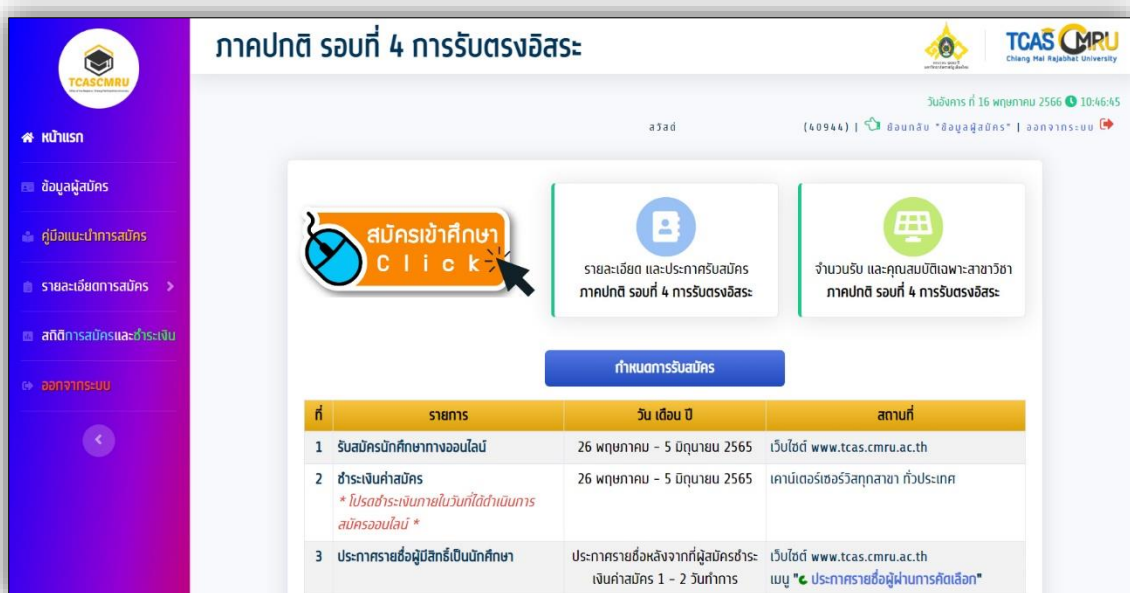 ภาคปกติ รอบที่ 4 การรับตรงอิสระ
TCAS CMRU
Chiang Mai Rajabhat University
TCASCMRU
วันอังคาร ที่ 16 พฤษภาคม 2566 10:46:45
สวัสดี (40944) | ย้อนกลับ "ข้อมูลผู้สมัคร" | ออกจากระบบ
หน้าแรก
ข้อมูลผู้สมัคร
คู่มือแนะนำการสมัคร
รายละเอียดการสมัคร
สถิติการสมัครและชำระเงิน
ออกจากระบบ
สมัครเข้าศึกษา
Click
รายละเอียด และประกาศรับสมัคร
ภาคปกติ รอบที่ 4 การรับตรงอิสระ
จำนวนรับ และคุณสมบัติเฉพาะสาขาวิชา
ภาคปกติ รอบที่ 4 การรับตรงอิสระ
กำหนดการรับสมัคร
ที่ รายการ วัน เดือน ปี สถานที่
1 รับสมัครนักศึกษาทางออนไลน์ 26 พฤษภาคม - 5 มิถุนายน 2565 เว็บไซต์ www.tcas.cmru.ac.th
2 ชำระเงินค่าสมัคร 26 พฤษภาคม - 5 มิถุนายน 2565 เคาน์เตอร์เซอร์วิสทุกสาขา ทั่วประเทศ
* โปรดชำระเงินภายในวันที่ได้ดำเนินการ
สมัครออนไลน์ *
3 ประกาศรายชื่อผู้มีสิทธิ์เป็นนักศึกษา ประกาศรายชื่อหลังจากที่ผู้สมัครชำระ เว็บไซต์ www.tcas.cmru.ac.th
เงินค่าสมัคร 1 - 2 วันทำการ เมนู "ประกาศรายชื่อผู้ผ่านการคัดเลือก"